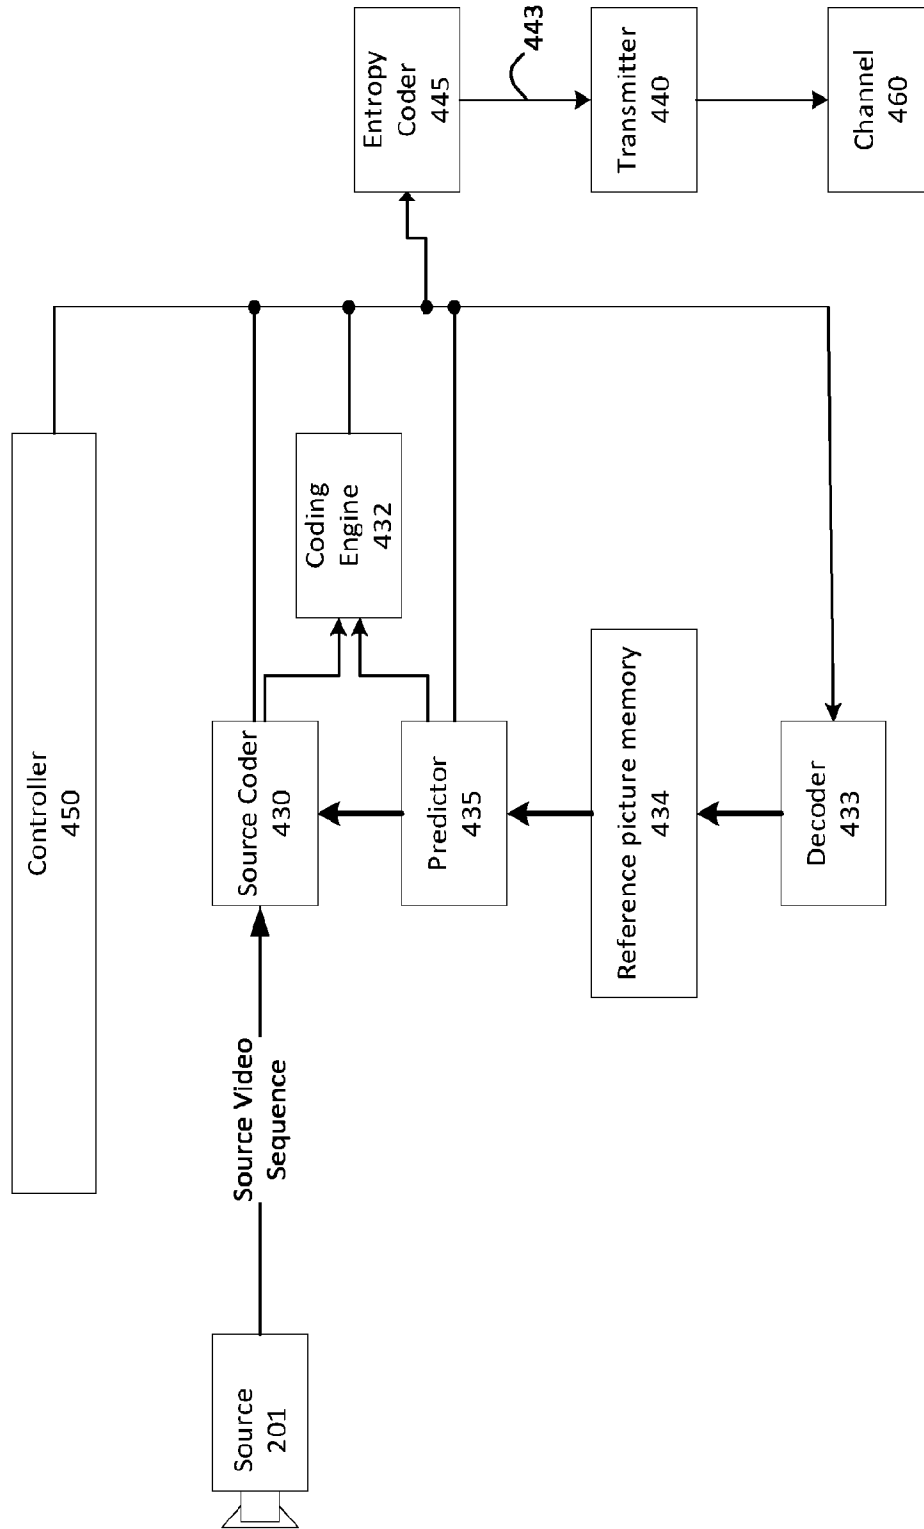 Controller
450
Source
201
Source Video
Sequence
Source Coder
430
Coding
Engine
432
Predictor
435
Reference picture memory
434
Decoder
433
Entropy
Coder
445
443
Transmitter
440
Channel
460